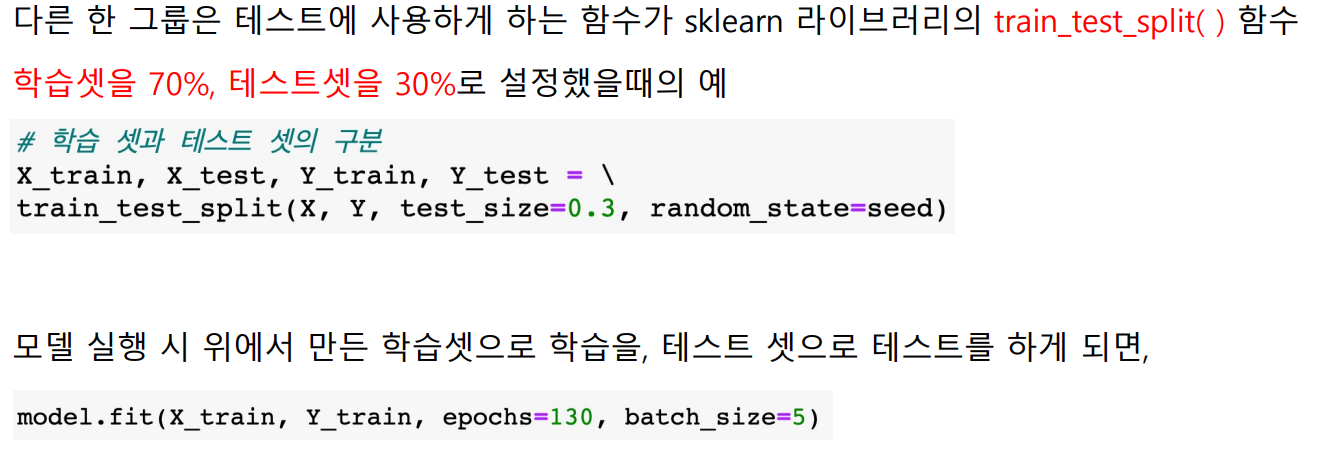 다른 한 그룹은 테스트에 사용하게 하는 함수가 sklearn 라이브러리의 train_test_split( ) 함수
학습셋을 70%, 테스트셋을 30%로 설정했을때의 예
# 학습 셋과 테스트 셋의 구분
X_train, X_test, Y_train, Y_test = \
train_test_split(X, Y, test_size=0.3, random_state=seed)
모델 실행 시 위에서 만든 학습셋으로 학습을, 테스트 셋으로 테스트를 하게 되면,
model.fit(X_train, Y_train, epochs=130, batch_size=5)